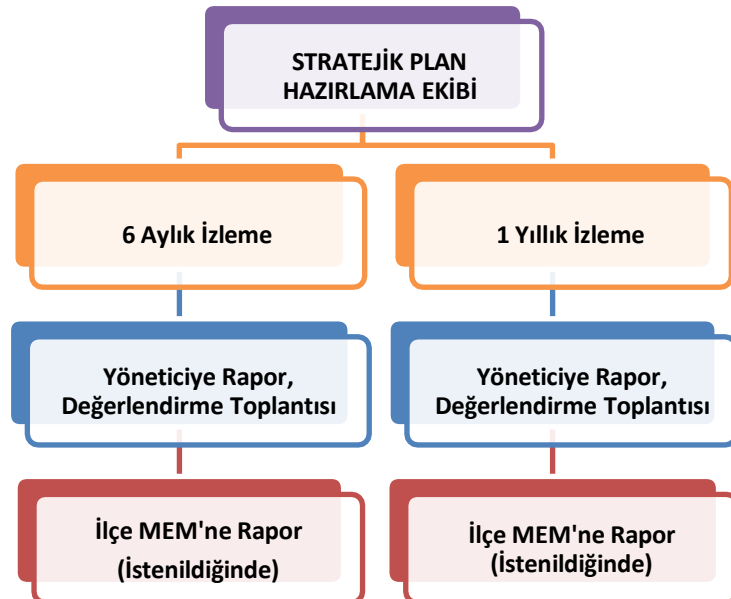 STRATEJİK PLAN
HAZIRLAMA EKİBİ
6 Aylık İzleme
1 Yıllık İzleme
Yöneticiye Rapor,
Değerlendirme Toplantısı
Yöneticiye Rapor,
Değerlendirme Toplantısı
İlçe MEM'ne Rapor
(İstenildiğinde)
İlçe MEM'ne Rapor
(İstenildiğinde)